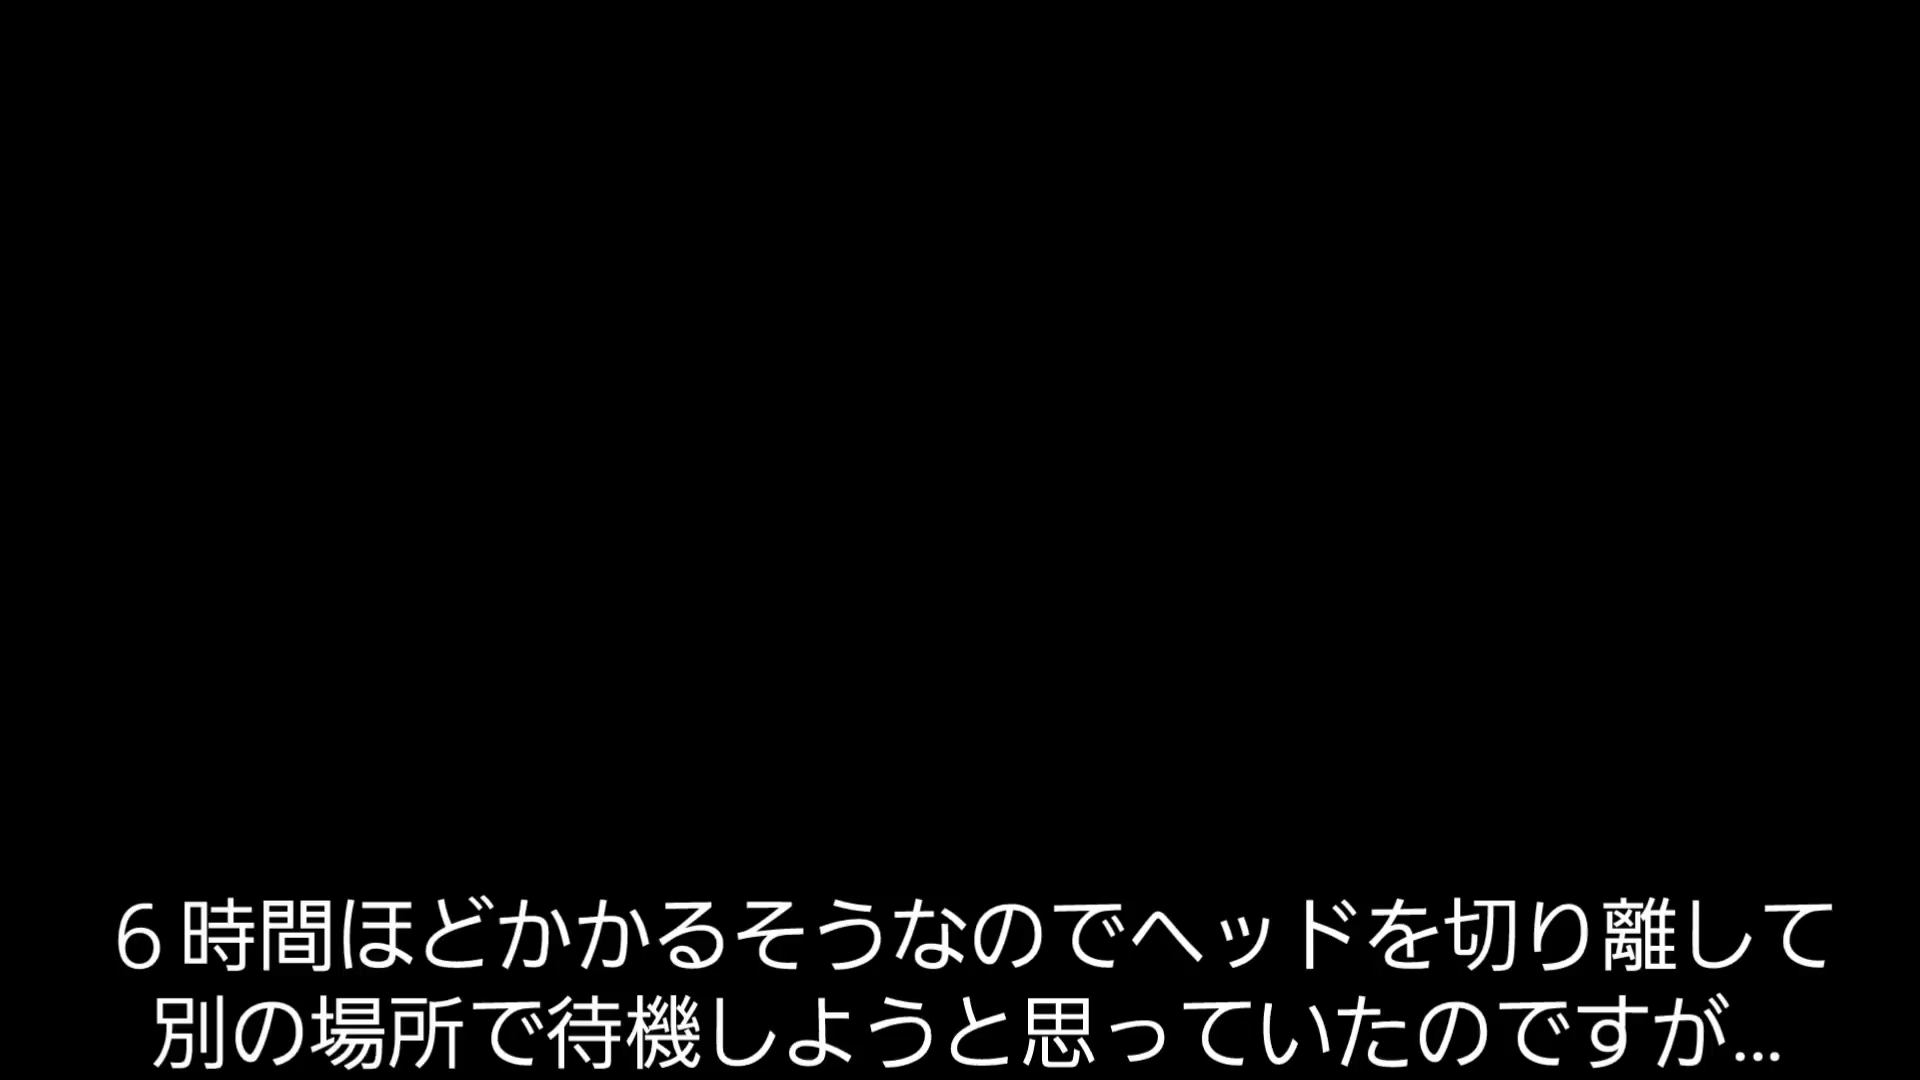 ６時間ほどかかるそうなのでヘッドを切り離して
別の場所で待機しようと思っていたのですが...